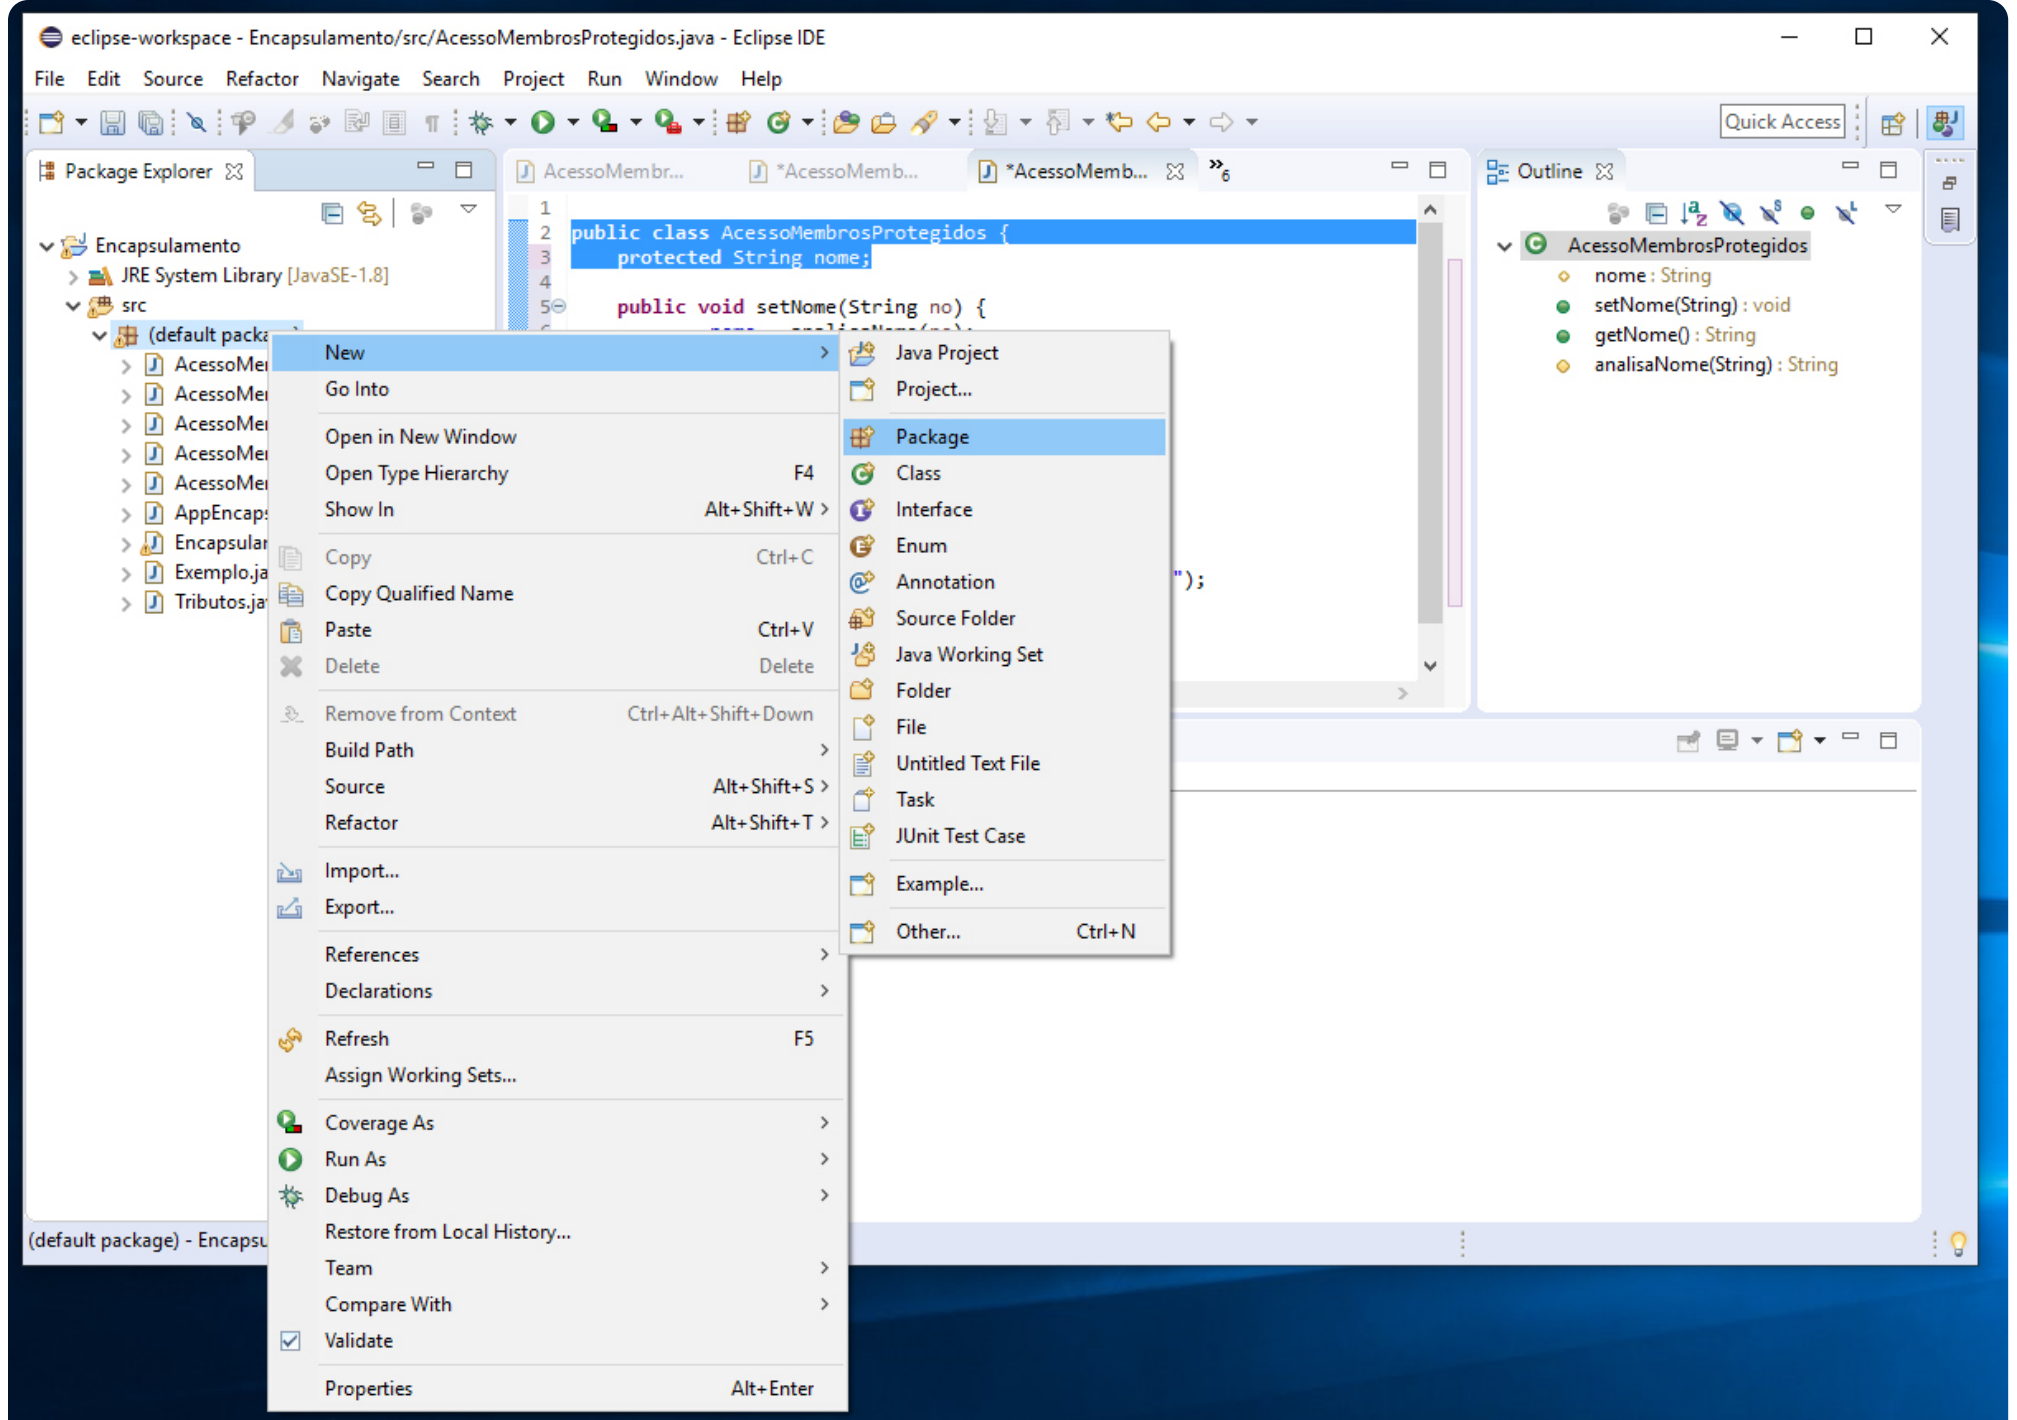 eclipse-workspace - Encapsulamento/src/AcessoMembrosProtegidos.java - Eclipse IDE
File Edit Source Refactor Navigate Search Project Run Window Help
Quick Access
Package Explorer
AcessoMembr...
*AcessoMemb...
*AcessoMemb...
6
Outline
Encapsulamento
JRE System Library [JavaSE-1.8]
src
(default packa
AcessoMe
AcessoMe
AcessoMe
AcessoMe
AcessoMe
AppEncaps
Encapsular
Exemplo.ja
Tributos.ja
1
2 public class AcessoMembrosProtegidos {
3 protected String nome;
4
5 public void setNome(String no) {
");
AcessoMembrosProtegidos
nome : String
setNome(String) : void
getNome() : String
analisaNome(String) : String
New
Go Into
Open in New Window
Open Type Hierarchy F4
Show In Alt+Shift+W >
Copy Ctrl+C
Copy Qualified Name
Paste Ctrl+V
Delete Delete
Remove from Context Ctrl+Alt+Shift+Down
Build Path
Source Alt+Shift+S >
Refactor Alt+Shift+T >
Import...
Export...
References
Declarations
Refresh F5
Assign Working Sets...
Coverage As
Run As
Debug As
Restore from Local History...
Team
Compare With
Validate
Properties Alt+Enter
Java Project
Project...
Package
Class
Interface
Enum
Annotation
Source Folder
Java Working Set
Folder
File
Untitled Text File
Task
JUnit Test Case
Example...
Other... Ctrl+N
(default package) - Encapsu